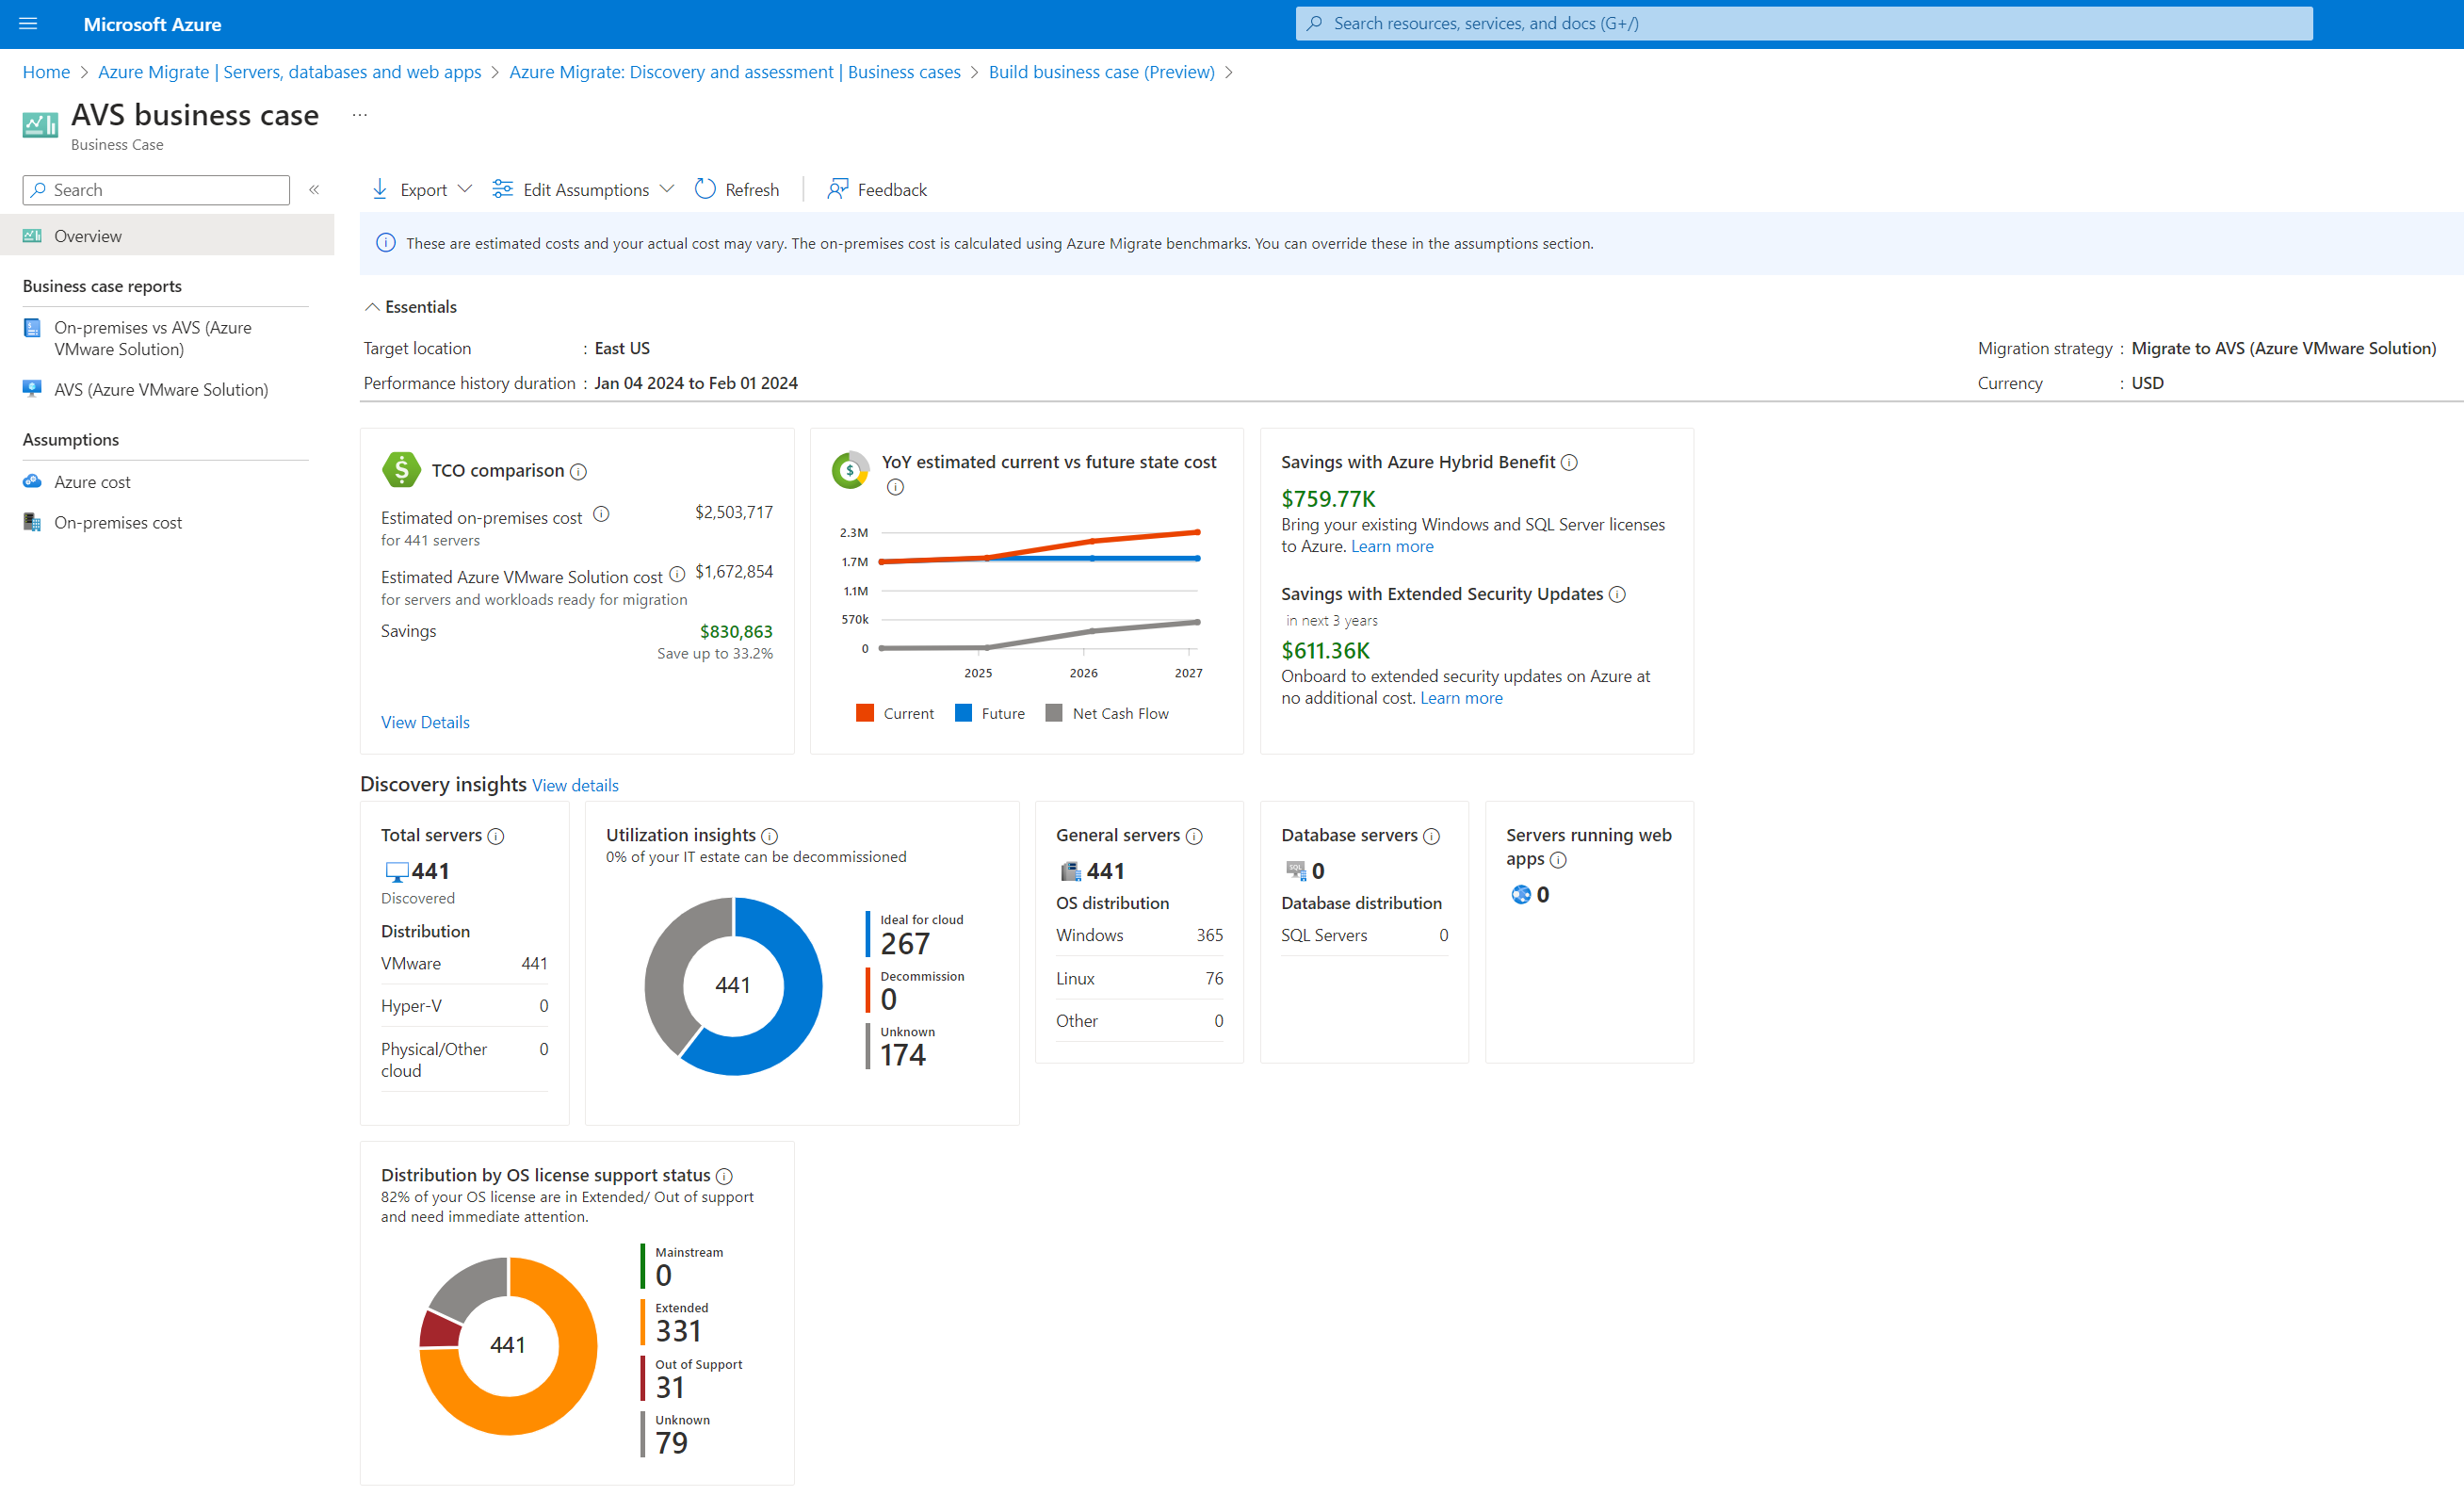 Microsoft Azure
Search resources, services, and docs (G+/)
Home > Azure Migrate | Servers, databases and web apps > Azure Migrate: Discovery and assessment | Business cases > Build business case (Preview) >
AVS business case ...
Business Case
Search «
Overview
Business case reports
On-premises vs AVS (Azure
VMware Solution)
AVS (Azure VMware Solution)
Assumptions
Azure cost
On-premises cost
Export Edit Assumptions Refresh Feedback
These are estimated costs and your actual cost may vary. The on-premises cost is calculated using Azure Migrate benchmarks. You can override these in the assumptions section.
Essentials
Target location : East US
Performance history duration : Jan 04 2024 to Feb 01 2024
Migration strategy : Migrate to AVS (Azure VMware Solution)
Currency : USD
TCO comparison
Estimated on-premises cost $2,503,717
for 441 servers
Estimated Azure VMware Solution cost $1,672,854
for servers and workloads ready for migration
Savings $830,863
Save up to 33.2%
View Details
YoY estimated current vs future state cost
2.3M
1.7M
1.1M
570k
0
2025 2026 2027
Current Future Net Cash Flow
Savings with Azure Hybrid Benefit
$759.77K
Bring your existing Windows and SQL Server licenses
to Azure. Learn more
Savings with Extended Security Updates
in next 3 years
$611.36K
Onboard to extended security updates on Azure at
no additional cost. Learn more
Discovery insights View details
Total servers
441
Discovered
Distribution
VMware 441
Hyper-V 0
Physical/Other 0
cloud
Utilization insights
0% of your IT estate can be decommissioned
441
Ideal for cloud
267
Decommission
0
Unknown
174
General servers
441
OS distribution
Windows 365
Linux 76
Other 0
Database servers
0
Database distribution
SQL Servers 0
Servers running web
apps
0
Distribution by OS license support status
82% of your OS license are in Extended/ Out of support
and need immediate attention.
441
Mainstream
0
Extended
331
Out of Support
31
Unknown
79